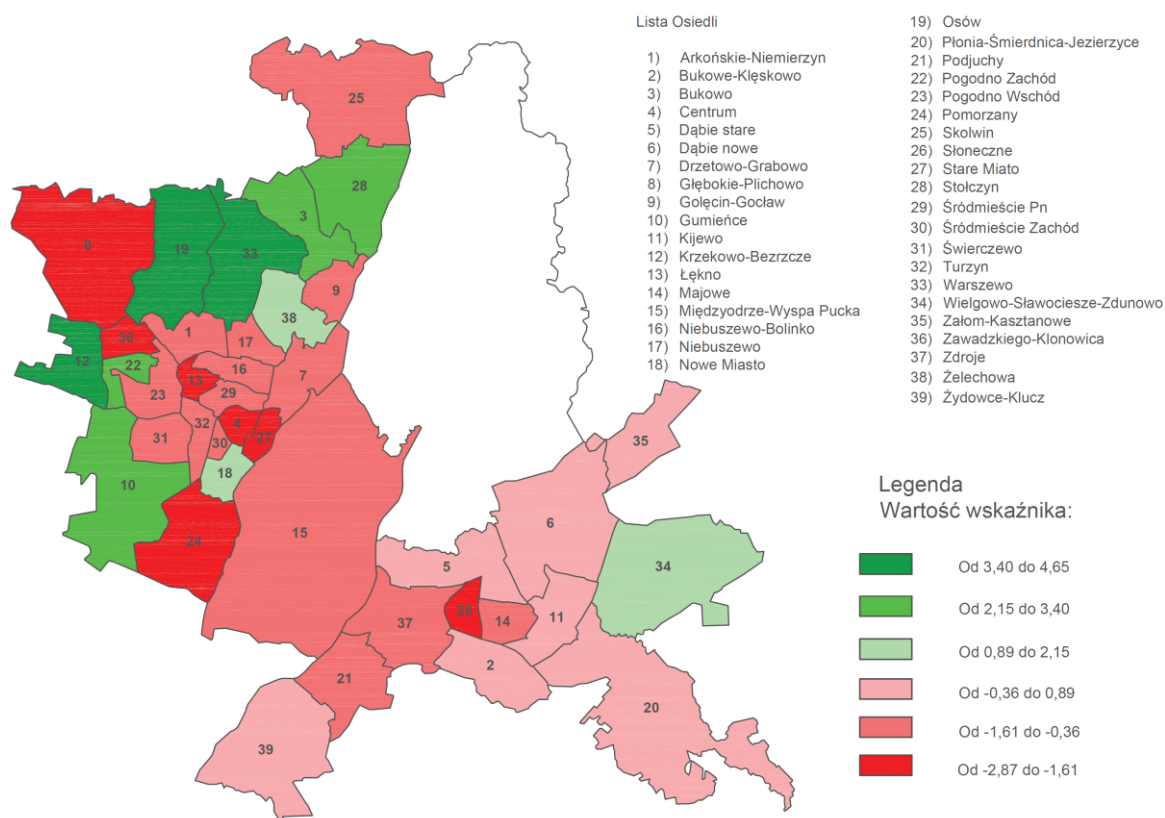 Lista Osiedli
1) Arkońskie-Niemierzyn
2) Bukowe-Klęskowo
3) Bukowo
4) Centrum
5) Dąbie stare
6) Dąbie nowe
7) Drzetowo-Grabowo
8) Głębokie-Plichowo
9) Golęcin-Gocław
10) Gumieńce
11) Kijewo
12) Krzekowo-Bezrzcze
13) Łękno
14) Majowe
15) Międzyodrze-Wyspa Pucka
16) Niebuszewo-Bolinko
17) Niebuszewo
18) Nowe Miasto
19) Osów
20) Płonia-Śmierdnica-Jezierzyce
21) Podjuchy
22) Pogodno Zachód
23) Pogodno Wschód
24) Pomorzany
25) Skolwin
26) Słoneczne
27) Stare Miato
28) Stołczyn
29) Śródmieście Pn
30) Śródmieście Zachód
31) Świerczewo
32) Turzyn
33) Warszewo
34) Wielgowo-Sławociesze-Zdunowo
35) Załom-Kasztanowe
36) Zawadzkiego-Klonowica
37) Zdroje
38) Żelechowa
39) Żydowce-Klucz
25
28
3
8
19
33
9
38
36
1
17
12
22
16
7
13
23
29
32
4
31
30
27
35
18
10
6
15
24
5
34
26
14
11
37
2
21
20
39
Legenda
Wartość wskaźnika:
Od 3,40 do 4,65
Od 2,15 do 3,40
Od 0,89 do 2,15
Od -0,36 do 0,89
Od -1,61 do -0,36
Od -2,87 do -1,61